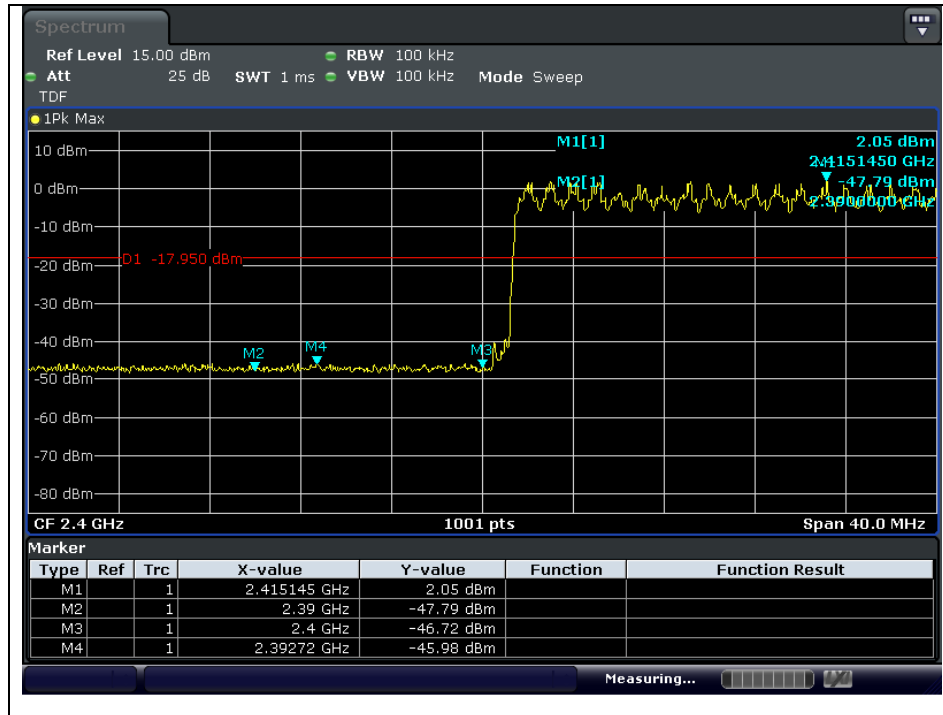 Spectrum
Ref Level 15.00 dBm RBW 100 kHz
Att 25 dB SWT 1 ms VBW 100 kHz Mode Sweep
TDF
1Pk Max
M1[1] 2.05 dBm
2.4151450 GHz
M2[1] -47.79 dBm
2.3900000 GHz
M1
10 dBm
0 dBm
-10 dBm
D1 -17.950 dBm
-20 dBm
-30 dBm
-40 dBm
M2 M4 M3
-50 dBm
-60 dBm
-70 dBm
-80 dBm
CF 2.4 GHz 1001 pts Span 40.0 MHz
Marker
Type Ref Trc X-value Y-value Function Function Result
M1 1 2.415145 GHz 2.05 dBm
M2 1 2.39 GHz -47.79 dBm
M3 1 2.4 GHz -46.72 dBm
M4 1 2.39272 GHz -45.98 dBm
Measuring...